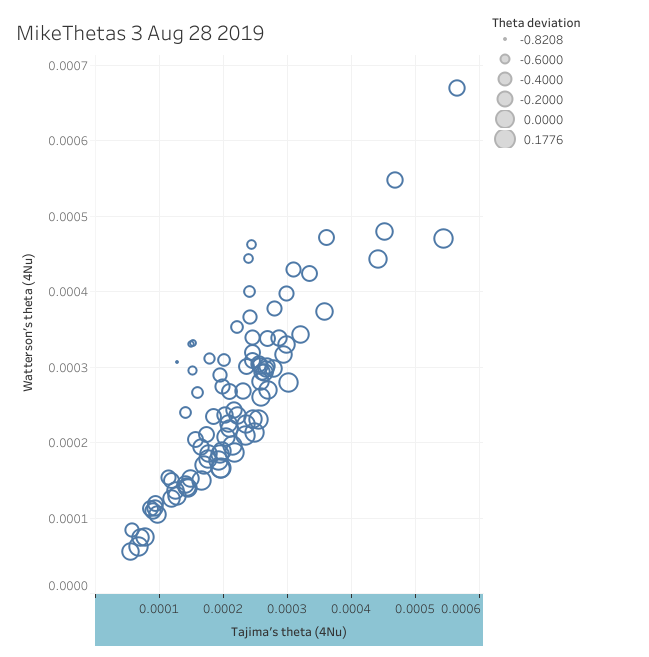 MikeThetas 3 Aug 28 2019
Theta deviation
-0.8208
-0.6000
-0.4000
-0.2000
0.0000
0.1776
0.0007
0.0006
0.0005
0.0004
0.0003
0.0002
0.0001
0.0000
Watterson's theta (4Nu)
0.0001 0.0002 0.0003 0.0004 0.0005 0.0006
Tajima's theta (4Nu)